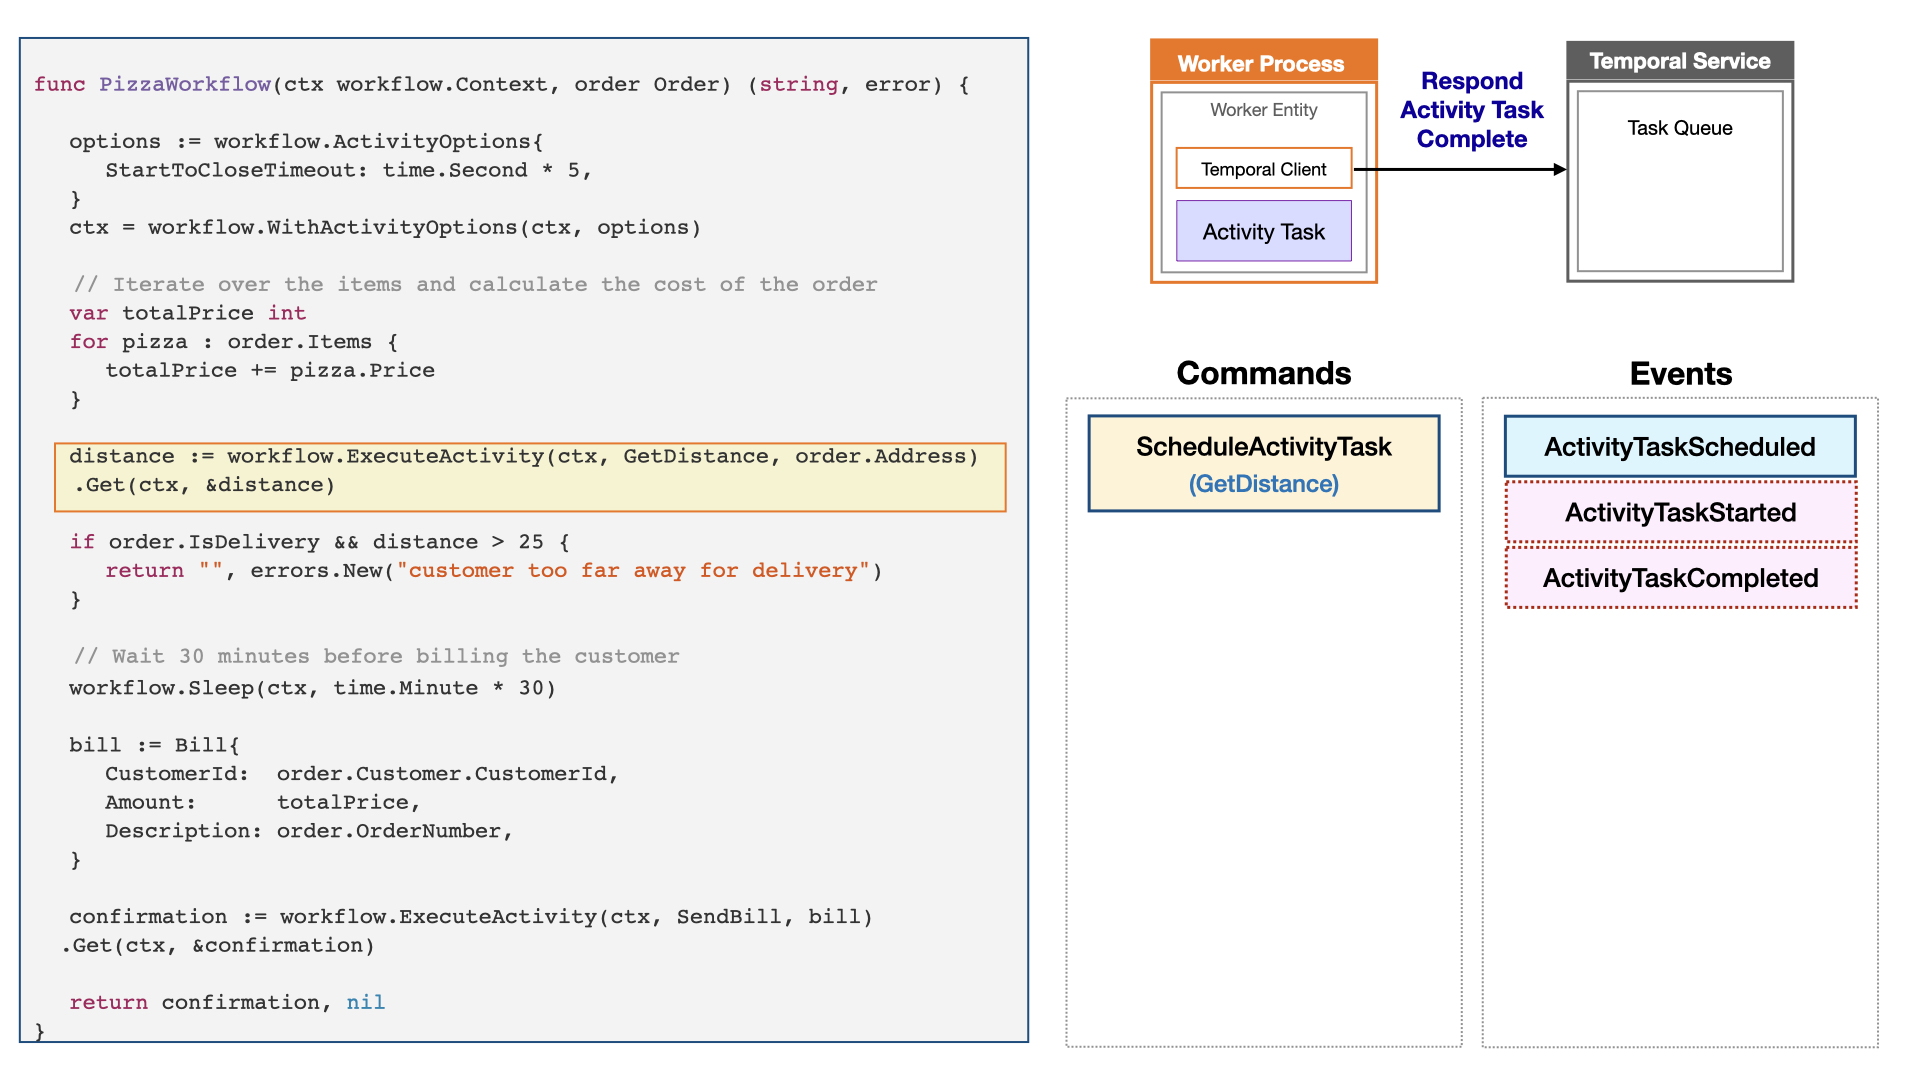 func PizzaWorkflow(ctx workflow.Context, order Order) (string, error) {
options := workflow.ActivityOptions{
StartToCloseTimeout: time.Second * 5,
}
ctx = workflow.WithActivityOptions(ctx, options)
// Iterate over the items and calculate the cost of the order
var totalPrice int
for pizza : order.Items {
totalPrice += pizza.Price
}
distance := workflow.ExecuteActivity(ctx, GetDistance, order.Address)
.Get(ctx, &distance)
if order.IsDelivery && distance > 25 {
return "", errors.New("customer too far away for delivery")
}
// Wait 30 minutes before billing the customer
workflow.Sleep(ctx, time.Minute * 30)
bill := Bill{
CustomerId:  order.Customer.CustomerId,
Amount:      totalPrice,
Description: order.OrderNumber,
}
confirmation := workflow.ExecuteActivity(ctx, SendBill, bill)
.Get(ctx, &confirmation)
return confirmation, nil
}
Worker Process
Worker Entity
Temporal Client
Activity Task
Respond
Activity Task
Complete
Temporal Service
Task Queue
Commands
ScheduleActivityTask
(GetDistance)
Events
ActivityTaskScheduled
ActivityTaskStarted
ActivityTaskCompleted